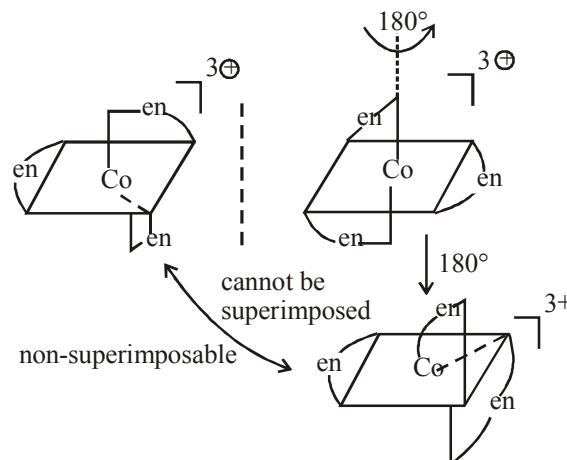 180°
3⊕
3⊕
en
en
en
Co
en
Co
en
en
180°
cannot be
superimposed
non-superimposable
3+
en
en
Co
en